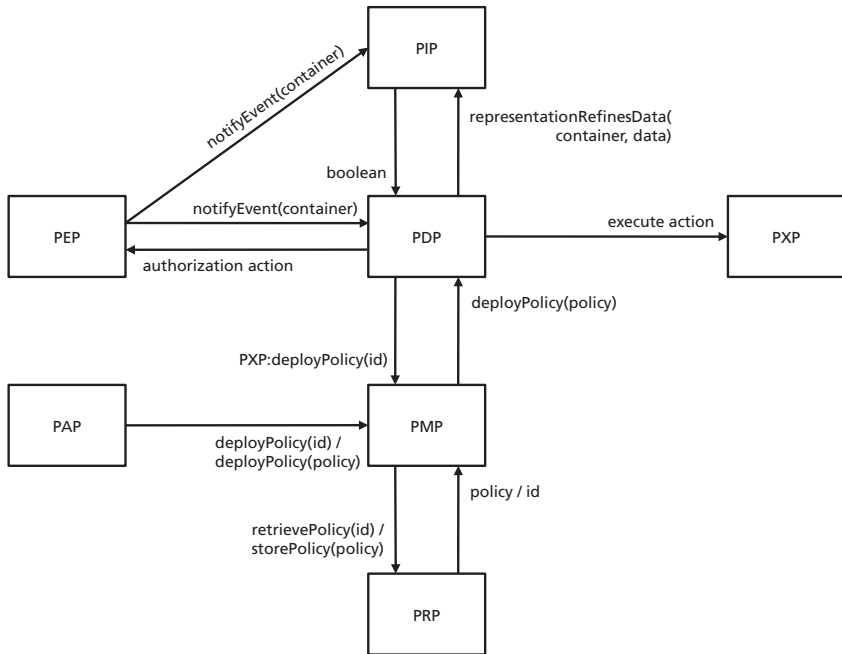 PIP
notifyEvent(container)
representationRefinesData(
container, data)
boolean
notifyEvent(container)
execute action
PEP
PDP
PXP
authorization action
deployPolicy(policy)
PXP:deployPolicy(id)
PAP
PMP
deployPolicy(id) /
deployPolicy(policy)
policy / id
retrievePolicy(id) /
storePolicy(policy)
PRP